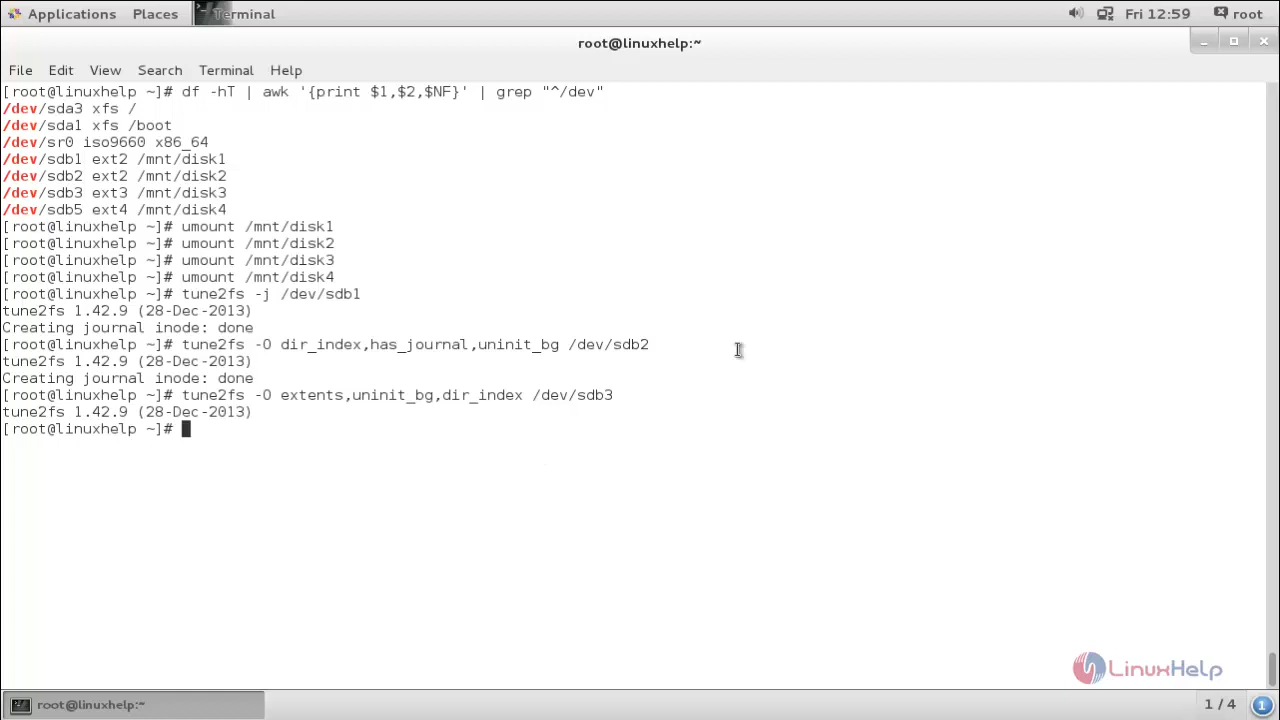 Applications Places Terminal Fri 12:59 root
root@linuxhelp:~
File Edit View Search Terminal Help
[root@linuxhelp ~]# df -hT | awk '{print $1,$2,$NF}' | grep "^/dev"
/dev/sda3 xfs /
/dev/sda1 xfs /boot
/dev/sr0 iso9660 x86_64
/dev/sdb1 ext2 /mnt/disk1
/dev/sdb2 ext2 /mnt/disk2
/dev/sdb3 ext3 /mnt/disk3
/dev/sdb5 ext4 /mnt/disk4
[root@linuxhelp ~]# umount /mnt/disk1
[root@linuxhelp ~]# umount /mnt/disk2
[root@linuxhelp ~]# umount /mnt/disk3
[root@linuxhelp ~]# umount /mnt/disk4
[root@linuxhelp ~]# tune2fs -j /dev/sdb1
tune2fs 1.42.9 (28-Dec-2013)
Creating journal inode: done
[root@linuxhelp ~]# tune2fs -O dir_index,has_journal,uninit_bg /dev/sdb2
tune2fs 1.42.9 (28-Dec-2013)
Creating journal inode: done
[root@linuxhelp ~]# tune2fs -O extents,uninit_bg,dir_index /dev/sdb3
tune2fs 1.42.9 (28-Dec-2013)
[root@linuxhelp ~]#
LinuxHelp
root@linuxhelp:~ 1 / 4 1